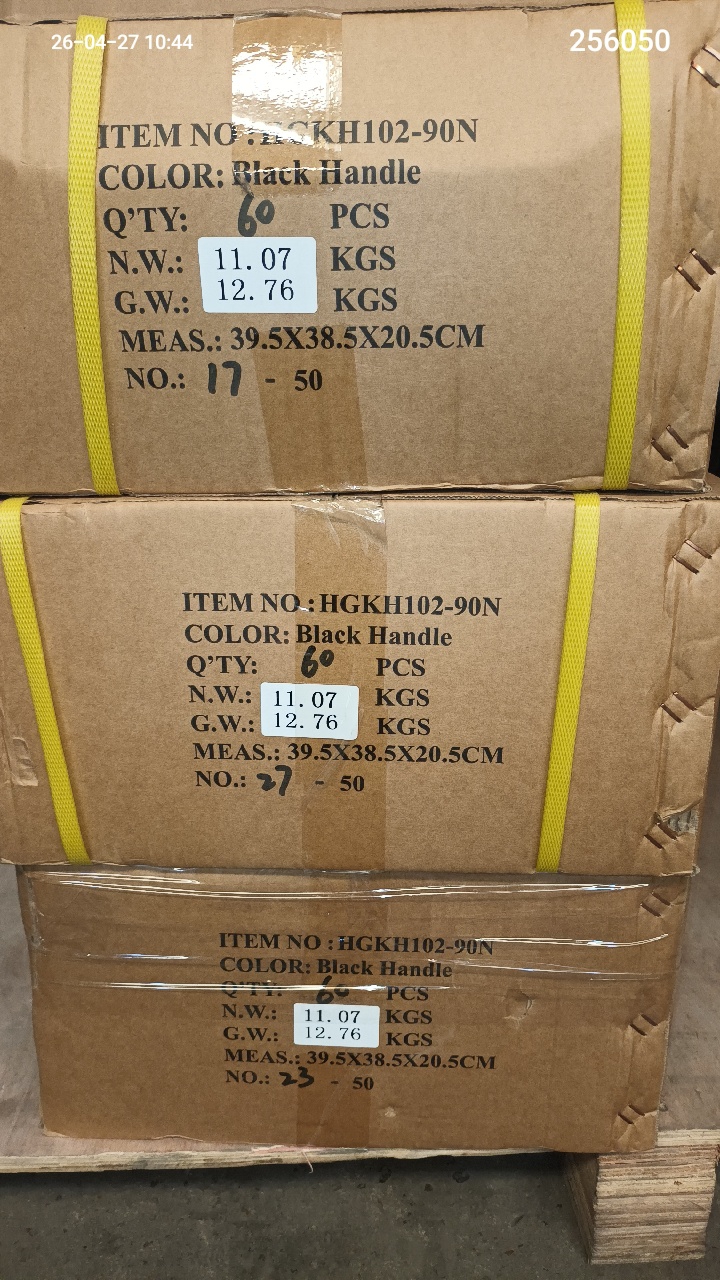 26-04-27 10:44
256050
ITEM NO.: HGKH102-90N
COLOR: Black Handle
Q'TY: 60 PCS
N.W.: 11.07 KGS
G.W.: 12.76 KGS
MEAS.: 39.5X38.5X20.5CM
NO.: 17 - 50
ITEM NO.: HGKH102-90N
COLOR: Black Handle
Q'TY: 60 PCS
N.W.: 11.07 KGS
G.W.: 12.76 KGS
MEAS.: 39.5X38.5X20.5CM
NO.: 27 - 50
ITEM NO : HGKH102-90N
COLOR: Black Handle
Q'TY: 60 PCS
N.W.: 11.07 KGS
G.W.: 12.76 KGS
MEAS.: 39.5X38.5X20.5CM
NO.: 23 - 50